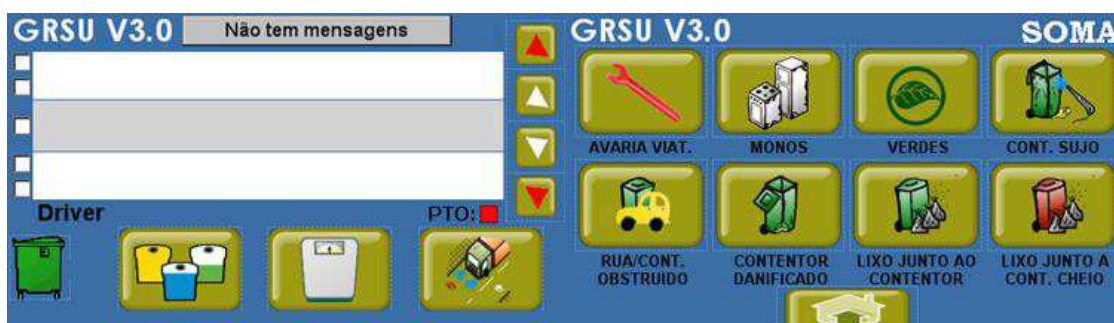 GRSU V3.0
Não tem mensagens
Driver
PTO:
GRSU V3.0
SOMA
AVARIA VIAT.
MONOS
VERDES
CONT. SUJO
RUA/CONT.
OBSTRUIDO
CONTENTOR
DANIFICADO
LIXO JUNTO AO
CONTENTOR
LIXO JUNTO A
CONT. CHEIO